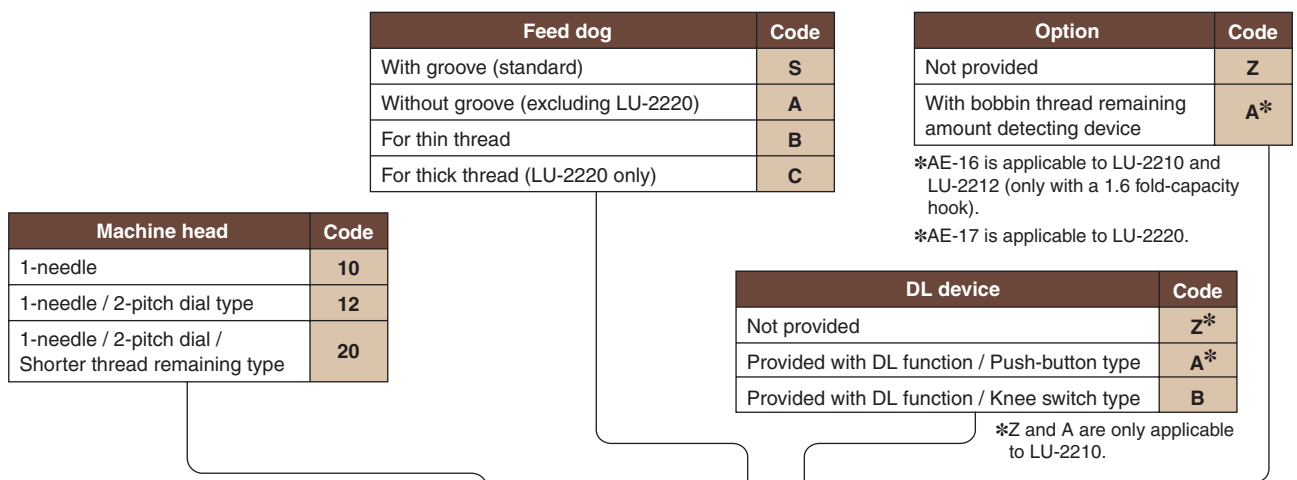 Feed dog Code
With groove (standard) S
Without groove (excluding LU-2220) A
For thin thread B
For thick thread (LU-2220 only) C
Option Code
Not provided Z
With bobbin thread remaining
amount detecting device A✽
✽AE-16 is applicable to LU-2210 and
LU-2212 (only with a 1.6 fold-capacity
hook).
✽AE-17 is applicable to LU-2220.
Machine head Code
1-needle 10
1-needle / 2-pitch dial type 12
1-needle / 2-pitch dial /
Shorter thread remaining type 20
DL device Code
Not provided Z✽
Provided with DL function / Push-button type A✽
Provided with DL function / Knee switch type B
✽Z and A are only applicable
to LU-2210.